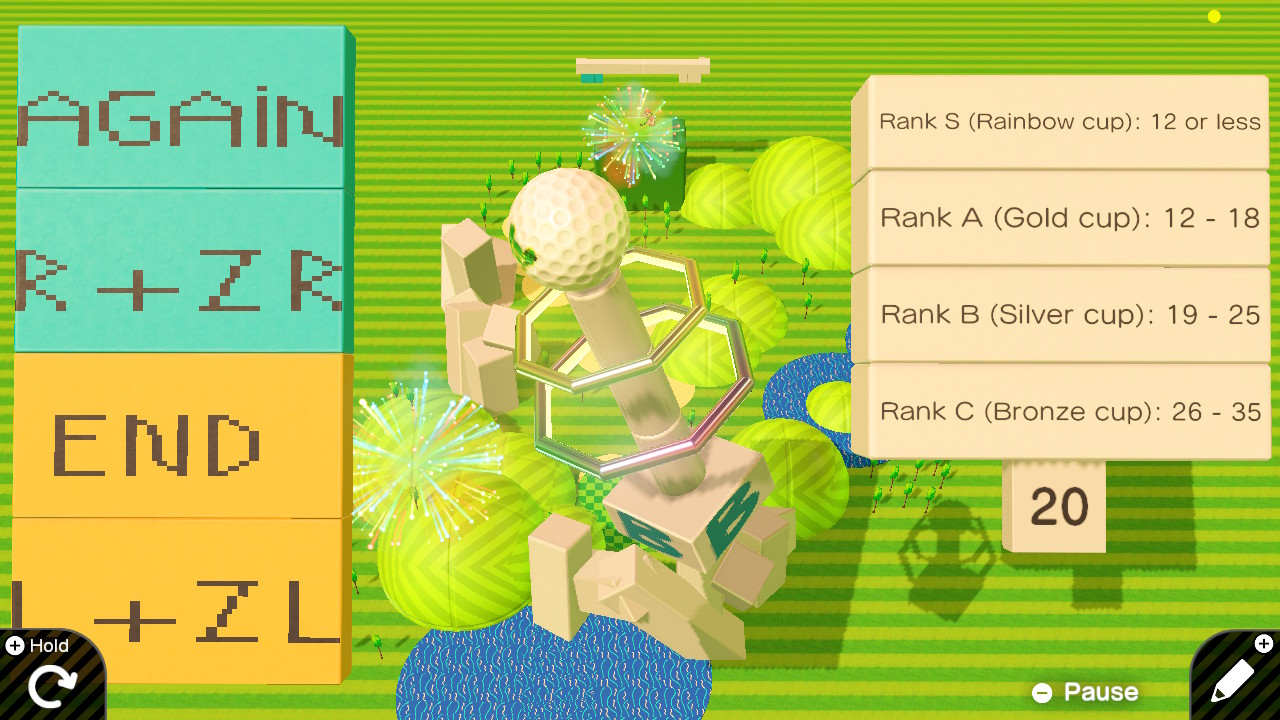 AGAIN
R + ZR
END
L + ZL
Rank S (Rainbow cup): 12 or less
Rank A (Gold cup): 12 - 18
Rank B (Silver cup): 19 - 25
Rank C (Bronze cup): 26 - 35
20
B B
+ Hold
- Pause
+